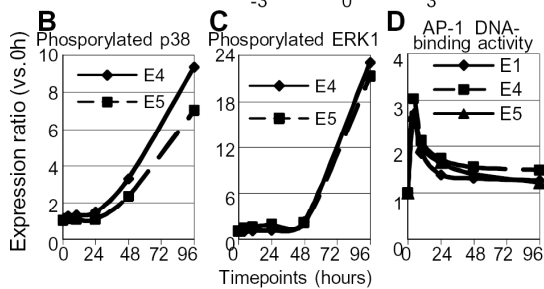 -3 0 3
B C D
Phosporylated p38 Phosporylated ERK1 AP-1 DNA-
binding activity
Expression ratio (vs.0h)
10
8
6
4
2
0
E4
E5
0 24 48 72 96
24
18
12
6
0
E4
E5
0 24 48 72 96
4
3
2
1
0
E1
E4
E5
0 24 48 72 96
Timepoints (hours)